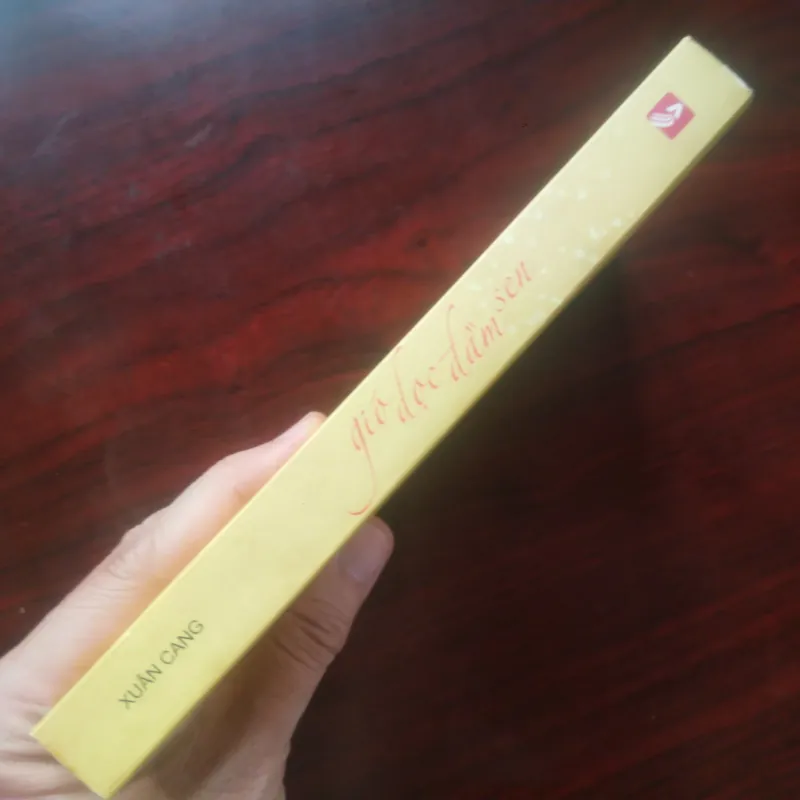 XUÂN CANG
gió dọc đầm sen